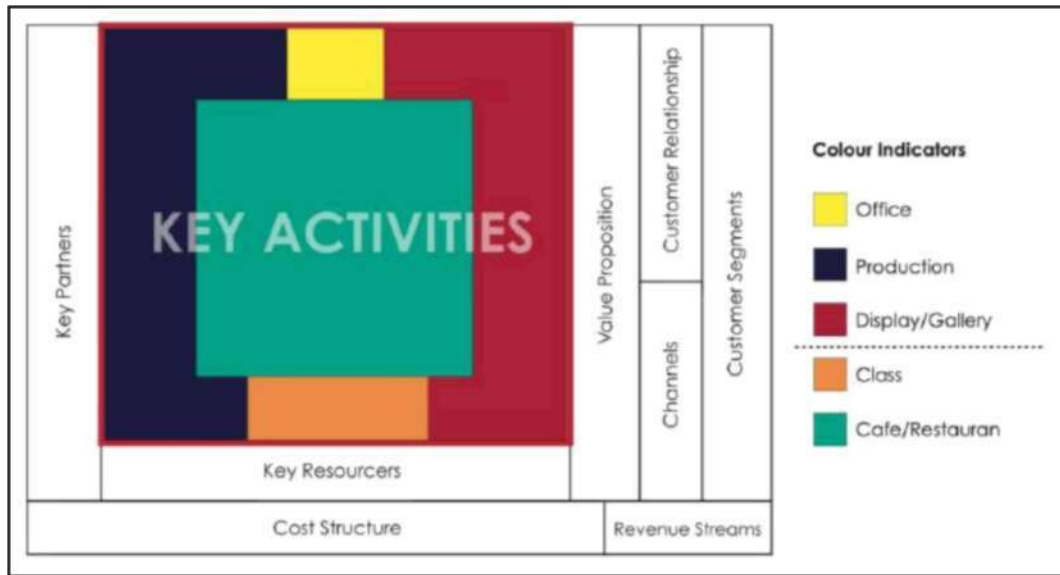 Key Partners
KEY ACTIVITIES
Value Proposition
Customer Relationship
Channels
Customer Segments
Key Resourcers
Cost Structure
Revenue Streams
Colour Indicators
Office
Production
Display/Gallery
Class
Cafe/Restauran